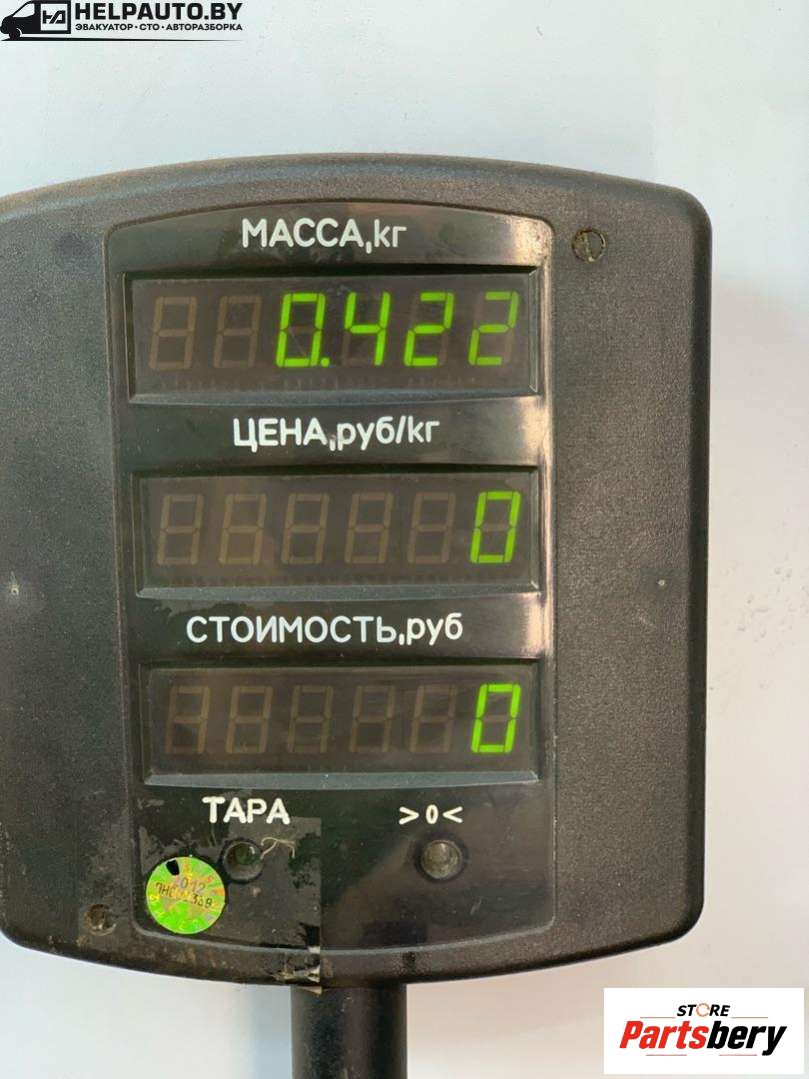 HELPAUTO.BY
ЭВАКУАТОР•СТО•АВТОРАЗБОРКА
МАССА,кг
0.422
ЦЕНА,руб/кг
0
СТОИМОСТЬ,руб
0
ТАРА >0<
STORE
Partsbery